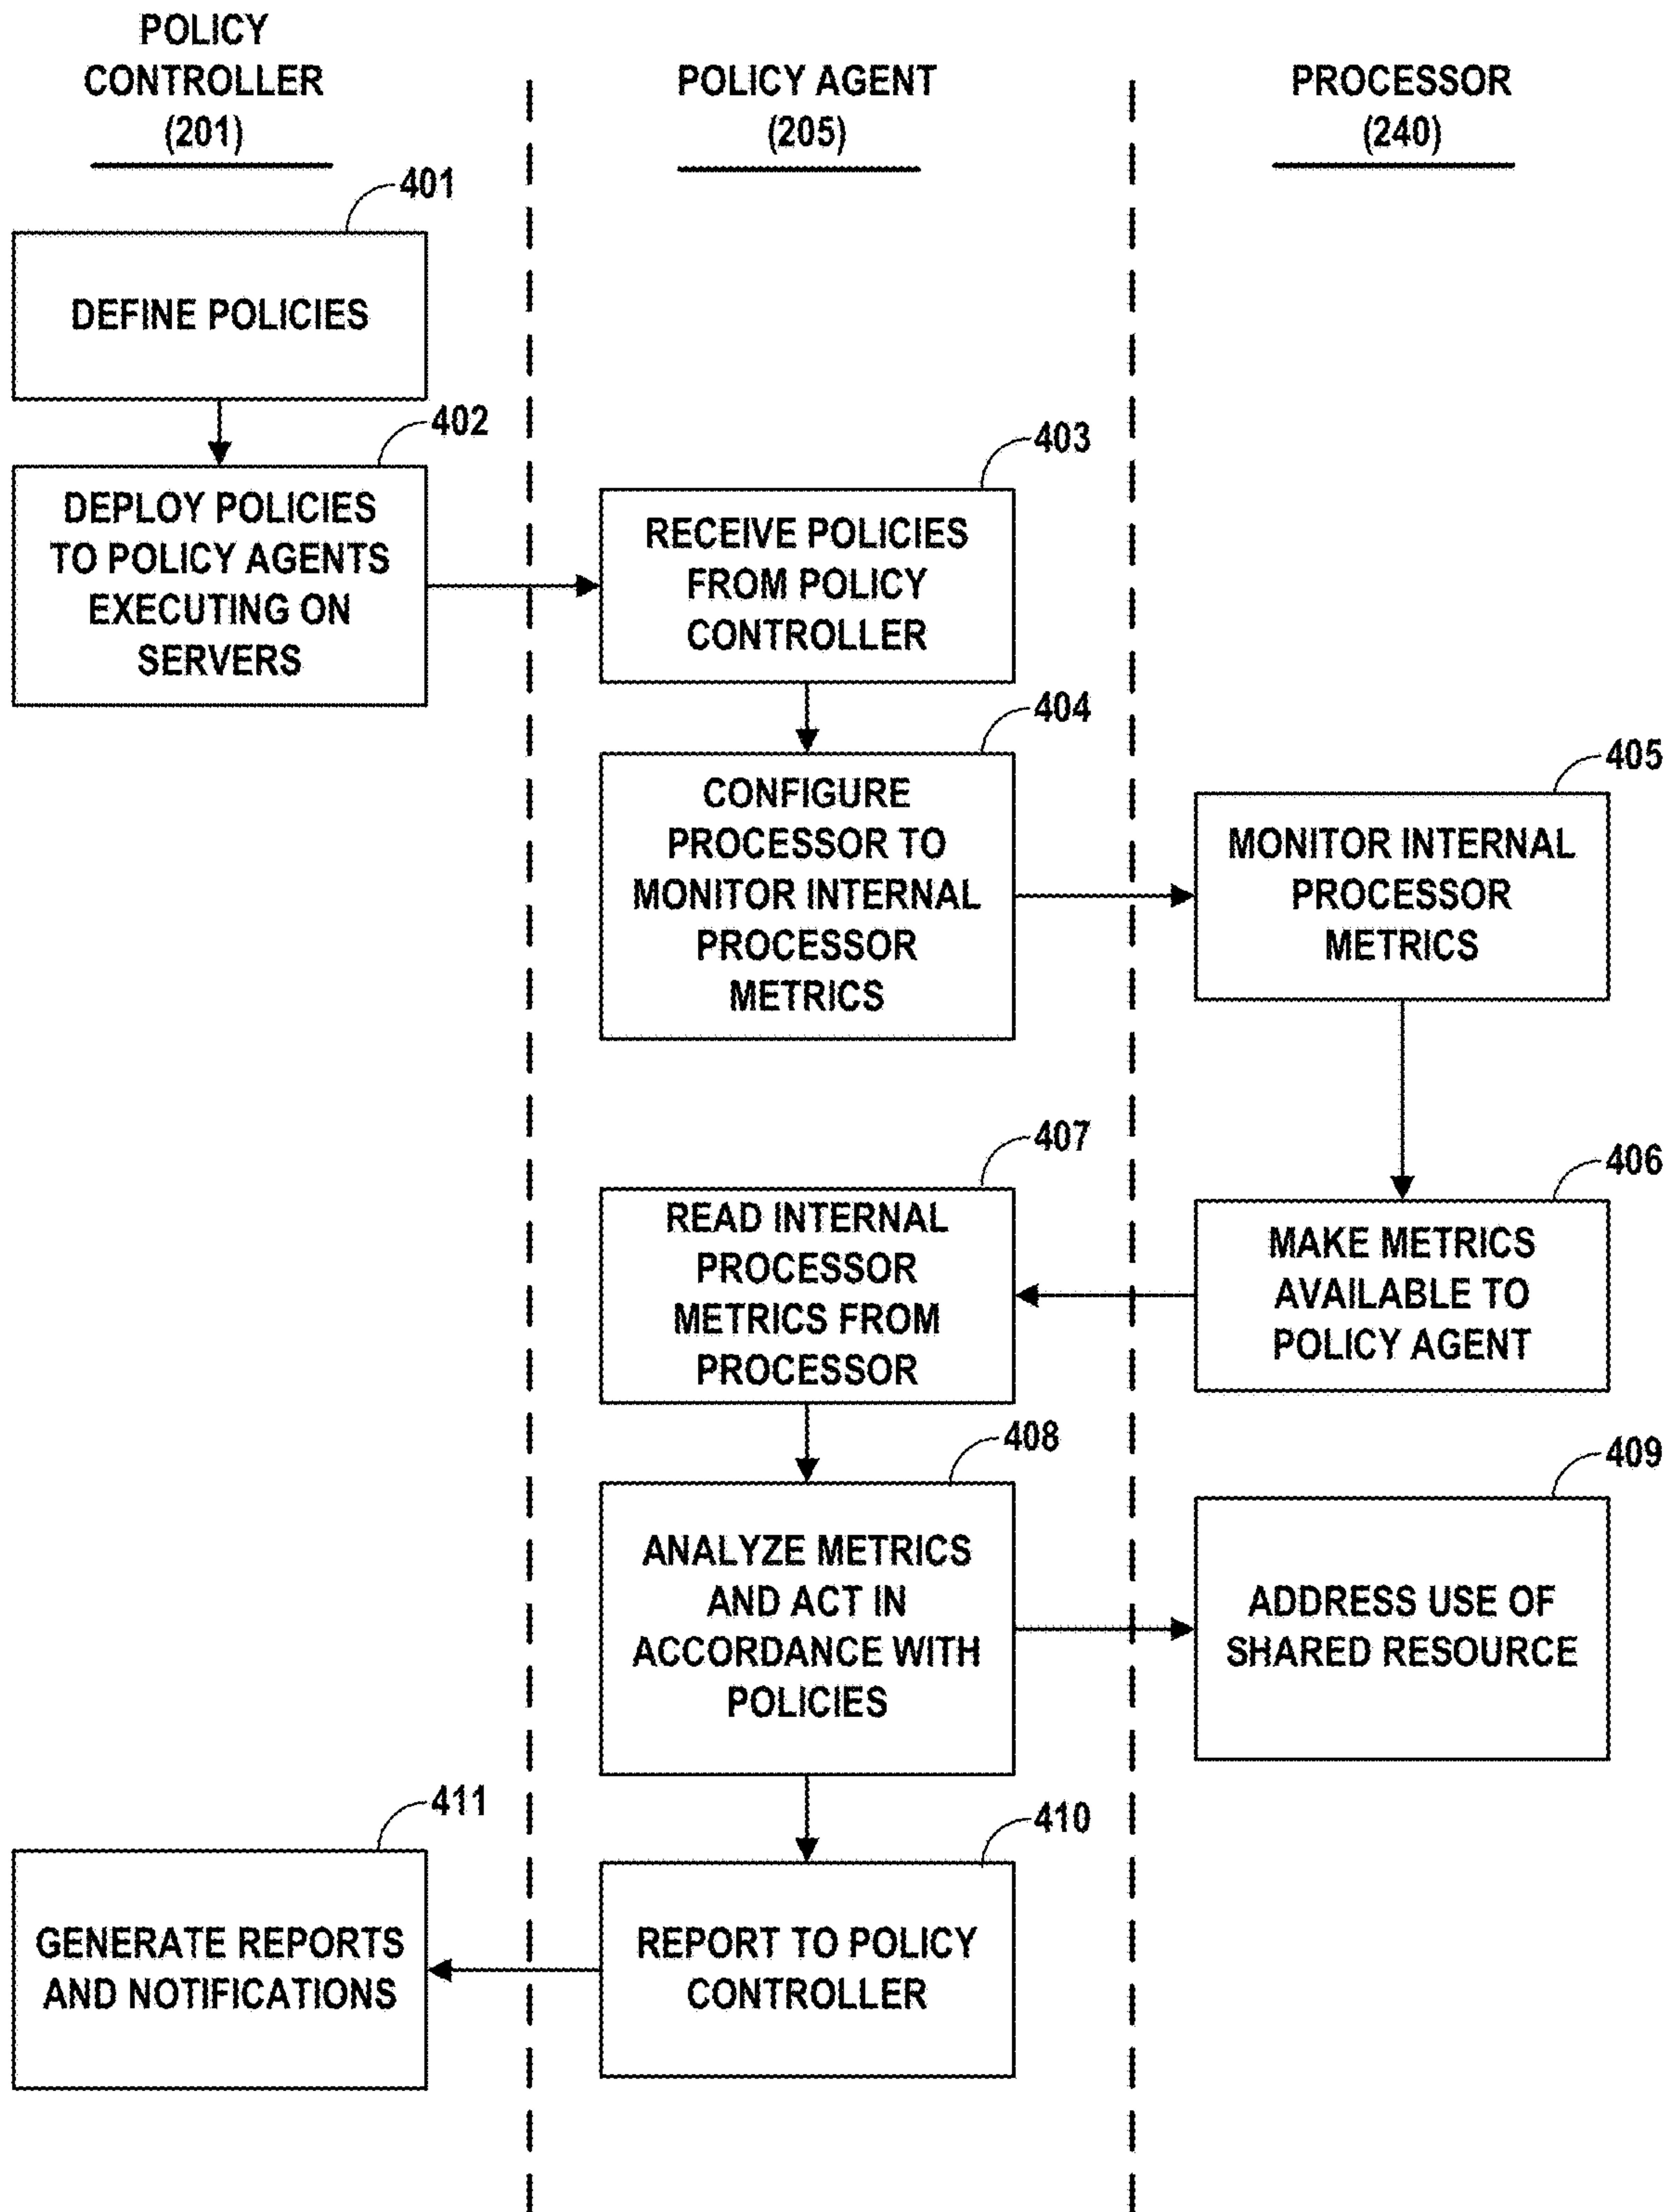 POLICY
CONTROLLER
(201)
POLICY AGENT
(205)
PROCESSOR
(240)
401
DEFINE POLICIES
402
DEPLOY POLICIES
TO POLICY AGENTS
EXECUTING ON
SERVERS
403
RECEIVE POLICIES
FROM POLICY
CONTROLLER
404
CONFIGURE
PROCESSOR TO
MONITOR INTERNAL
PROCESSOR
METRICS
405
MONITOR INTERNAL
PROCESSOR
METRICS
406
MAKE METRICS
AVAILABLE TO
POLICY AGENT
407
READ INTERNAL
PROCESSOR
METRICS FROM
PROCESSOR
408
ANALYZE METRICS
AND ACT IN
ACCORDANCE WITH
POLICIES
409
ADDRESS USE OF
SHARED RESOURCE
410
REPORT TO POLICY
CONTROLLER
411
GENERATE REPORTS
AND NOTIFICATIONS